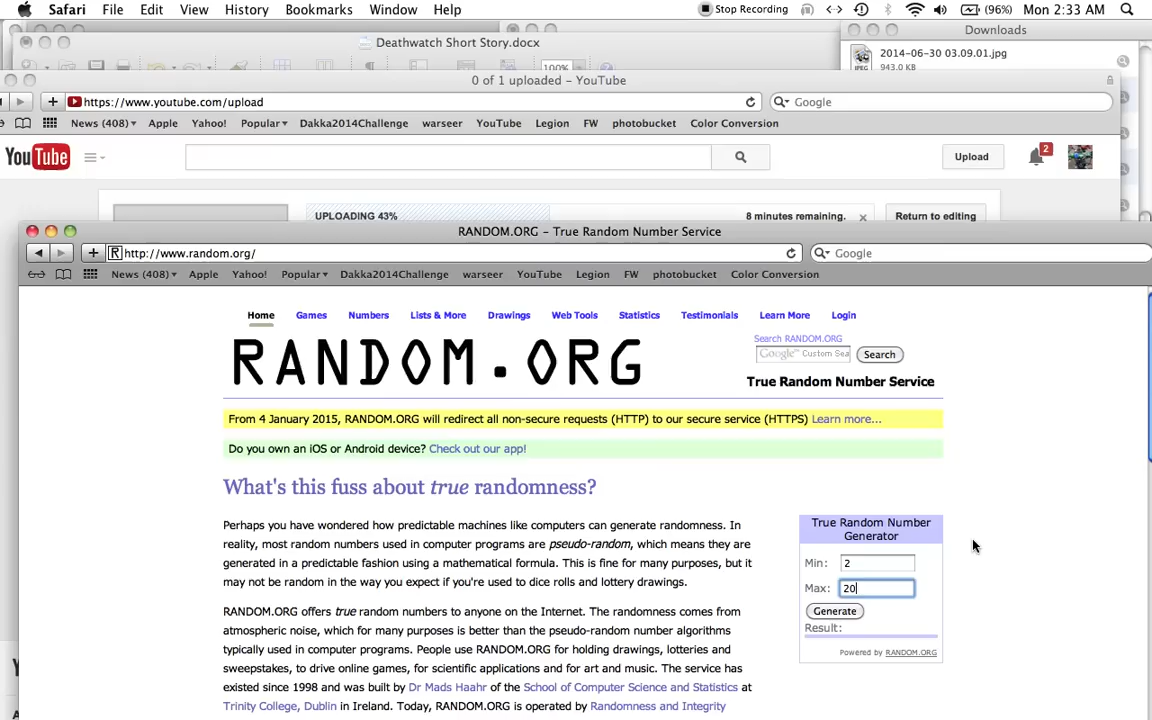 Safari File Edit View History Bookmarks Window Help Stop Recording (96%) Mon 2:33 AM
Deathwatch Short Story.docx
Downloads
100%
2014-06-30 03.09.01.jpg
943.0 KB
0 of 1 uploaded – YouTube
https://www.youtube.com/upload Google
News (408) Apple Yahoo! Popular Dakka2014Challenge warseer YouTube Legion FW photobucket Color Conversion
YouTube Upload 2
UPLOADING 43% 8 minutes remaining. Return to editing
RANDOM.ORG – True Random Number Service
http://www.random.org/ Google
News (408) Apple Yahoo! Popular Dakka2014Challenge warseer YouTube Legion FW photobucket Color Conversion
Home Games Numbers Lists & More Drawings Web Tools Statistics Testimonials Learn More Login
Search RANDOM.ORG
Google™ Custom Sea Search
RANDOM.ORG
True Random Number Service
From 4 January 2015, RANDOM.ORG will redirect all non-secure requests (HTTP) to our secure service (HTTPS) Learn more...
Do you own an iOS or Android device? Check out our app!
What's this fuss about true randomness?
Perhaps you have wondered how predictable machines like computers can generate randomness. In
reality, most random numbers used in computer programs are pseudo-random, which means they are
generated in a predictable fashion using a mathematical formula. This is fine for many purposes, but it
may not be random in the way you expect if you're used to dice rolls and lottery drawings.
RANDOM.ORG offers true random numbers to anyone on the Internet. The randomness comes from
atmospheric noise, which for many purposes is better than the pseudo-random number algorithms
typically used in computer programs. People use RANDOM.ORG for holding drawings, lotteries and
sweepstakes, to drive online games, for scientific applications and for art and music. The service has
existed since 1998 and was built by Dr Mads Haahr of the School of Computer Science and Statistics at
Trinity College, Dublin in Ireland. Today, RANDOM.ORG is operated by Randomness and Integrity
True Random Number
Generator
Min: 2
Max: 20
Generate
Result:
Powered by RANDOM.ORG